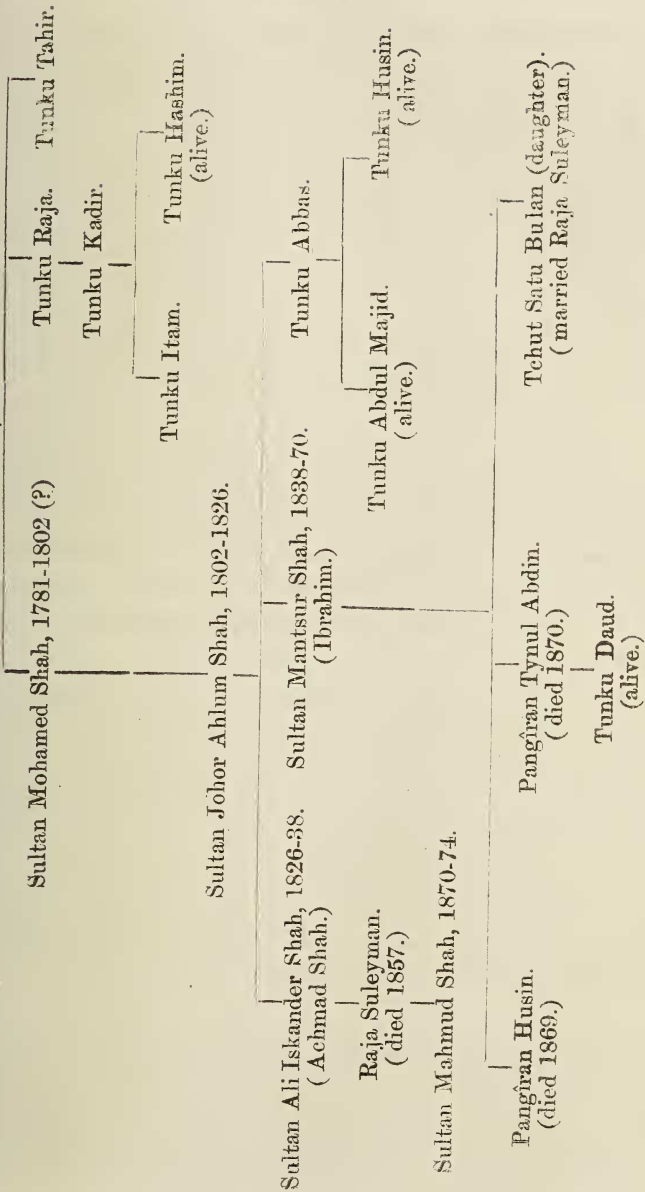 Sultan Mohamed Shah, 1781-1802 (?)
Tunku Raja.
Tunku Tahir.
Tunku Kadir.
Tunku Itam.
Tunku Hashim.
(alive.)
Sultan Johor Ahlum Shah, 1802-1826.
Sultan Ali Iskander Shah, 1826-38.
( Achmad Shah.)
Sultan Mantsur Shah, 1838-70.
( Ibrahim.)
Tunku Abbas.
Raja Suleyman.
( died 1857.)
Tunku Abdul Majid.
( alive.)
Tunku Husin.
( alive.)
Sultan Mahmud Shah, 1870-74.
Pangîran Husin.
(died 1869.)
Pangîran Tynul Abdin.
( died 1870.)
Tchut Satu Bulan (daughter).
( married Raja Suleyman.)
Tunku Daud.
(alive.)